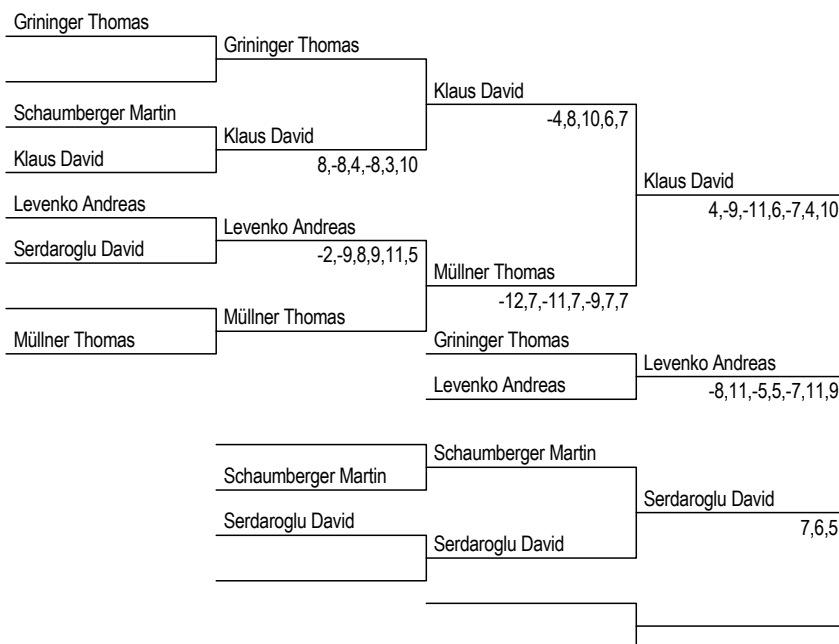 Grininger Thomas
Grininger Thomas
Klaus David
Schaumberger Martin
-4,8,10,6,7
Klaus David
Klaus David
8,-8,4,-8,3,10
Klaus David
4,-9,-11,6,-7,4,10
Levenko Andreas
Levenko Andreas
Serdaroglu David
-2,-9,8,9,11,5
Müllner Thomas
-12,7,-11,7,-9,7,7
Müllner Thomas
Müllner Thomas
Grininger Thomas
Levenko Andreas
Levenko Andreas
-8,11,-5,5,-7,11,9
Schaumberger Martin
Schaumberger Martin
Serdaroglu David
Serdaroglu David
7,6,5
Serdaroglu David